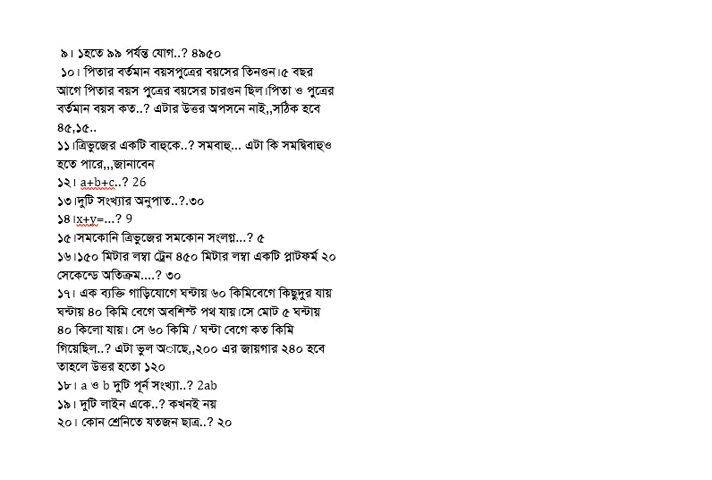 ৯। ১হতে ৯৯ পর্যন্ত যোগ..? ৪৯৫০
১০। পিতার বর্তমান বয়সপুত্রের বয়সের তিনগুন।৫ বছর
আগে পিতার বয়স পুত্রের বয়সের চারগুন ছিল।পিতা ও পুত্রের
বর্তমান বয়স কত..? এটার উত্তর অপসনে নাই,,সঠিক হবে
৪৫,১৫..
১১।ত্রিভুজের একটি বাহুকে..? সমবাহু... এটা কি সমদ্বিবাহুও
হতে পারে,,,জানাবেন
১২। a+b+c..? 26
১৩।দুটি সংখ্যার অনুপাত..?.৩০
১৪।x+y=...? 9
১৫।সমকোনি ত্রিভুজের সমকোন সংলগ্ন...? ৫
১৬।১৫০ মিটার লম্বা ট্রেন ৪৫০ মিটার লম্বা একটি প্লাটফর্ম ২০
সেকেন্ডে অতিক্রম....? ৩০
১৭। এক ব্যক্তি গাড়িযোগে ঘন্টায় ৬০ কিমিবেগে কিছুদুর যায়
ঘন্টায় ৪০ কিমি বেগে অবশিস্ট পথ যায়।সে মোট ৫ ঘন্টায়
৪০ কিলো যায়। সে ৬০ কিমি / ঘন্টা বেগে কত কিমি
গিয়েছিল..? এটা ভুল অাছে,,২০০ এর জায়গার ২৪০ হবে
তাহলে উত্তর হতো ১২০
১৮। a ও b দুটি পূর্ন সংখ্যা..? 2ab
১৯। দুটি লাইন একে..? কখনই নয়
২০। কোন শ্রেনিতে যতজন ছাত্র..? ২০